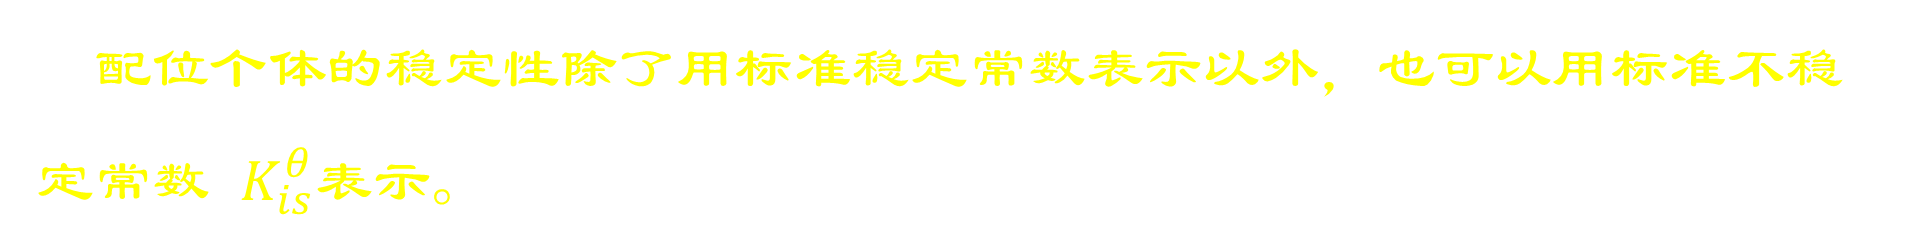 配位个体的稳定性除了用标准稳定常数表示以外，也可以用标准不稳
定常数 $K_{is}^{\theta}$表示。